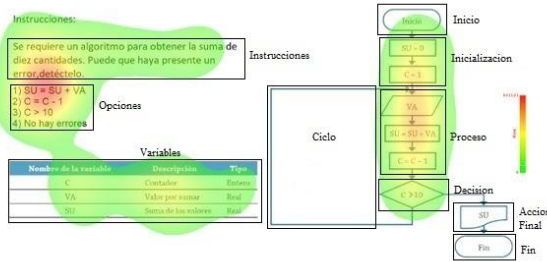 Instrucciones:
Se requiere un algoritmo para obtener la suma de
diez cantidades. Puede que haya presente un
error,detéctelo.
Instrucciones
1) SU = SU + VA
2) C = C - 1
3) C > 10
4) No hay errores
Opciones
Variables
Nombre de la variable Descripción Tipo
C Contador Entero
VA Valor por sumar Real
SU Suma de los valores Real
Ciclo
Inicio
Inicio
SU = 0
C = 1
Inicializacion
VA
SU = SU + VA
C = C - 1
Proceso
C >10
Decision
SU
Accion
Final
Fin
Fin